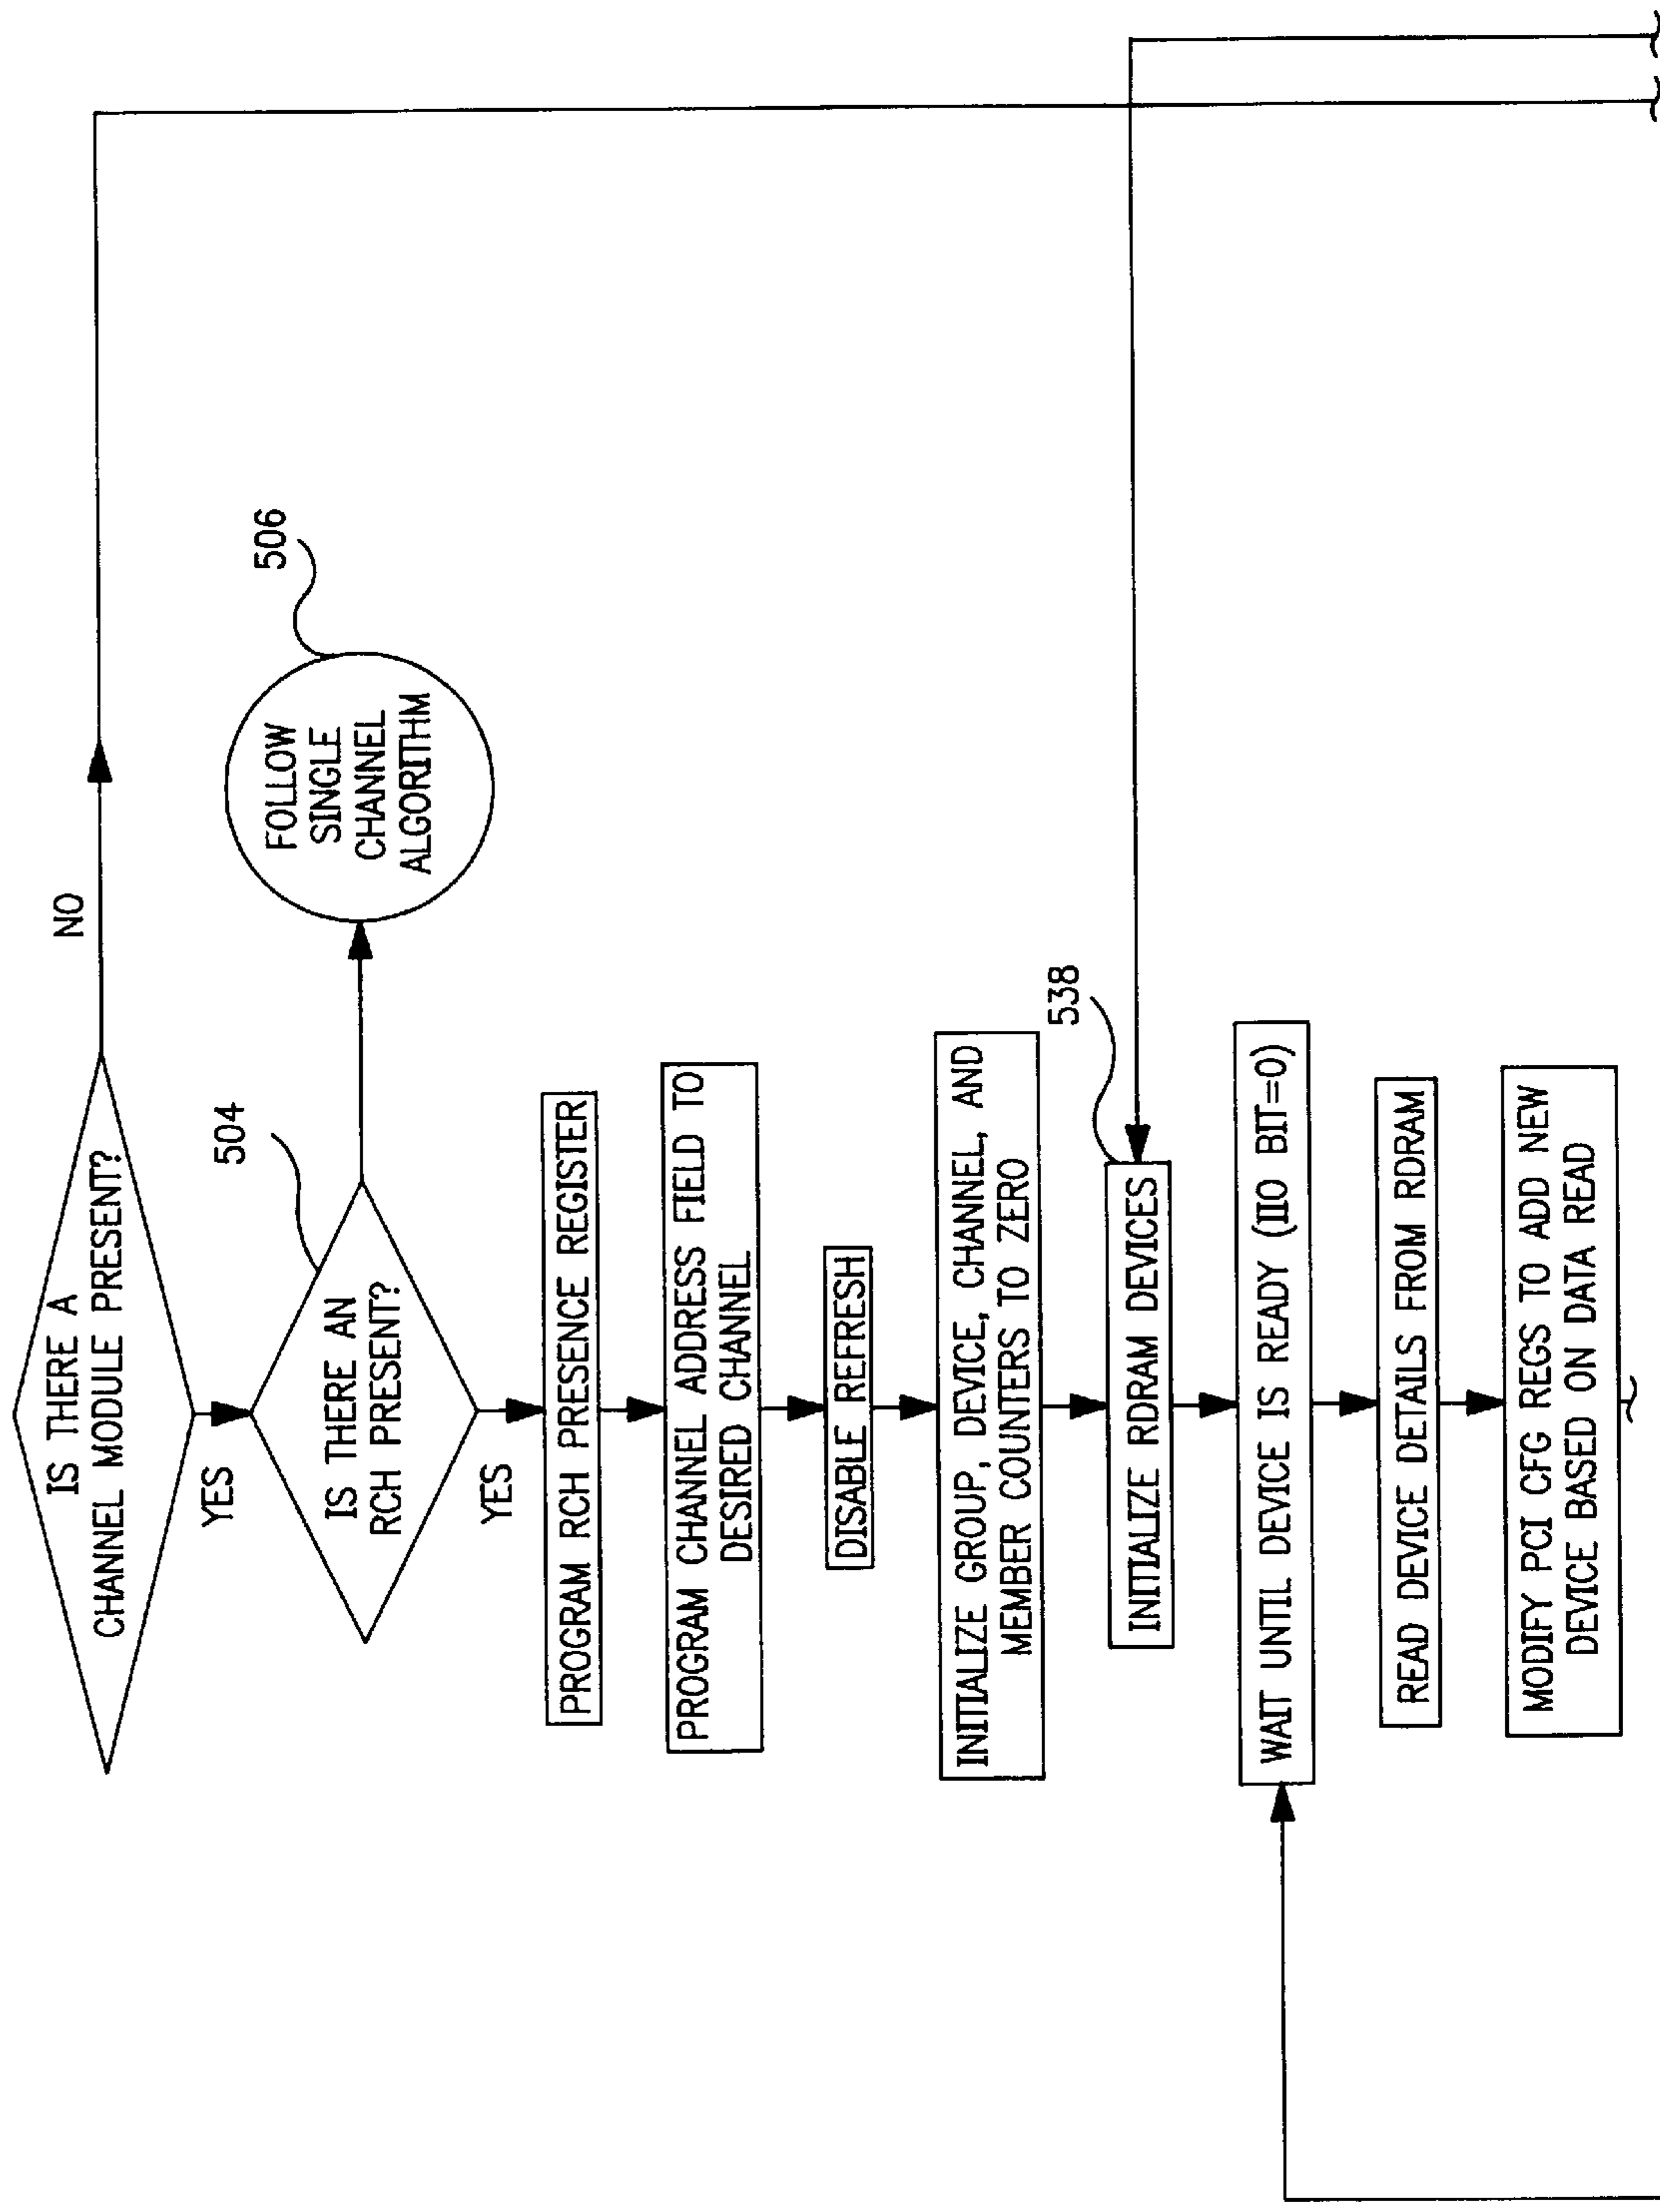 IS THERE A
CHANNEL MODULE PRESENT?
NO
YES
504
IS THERE AN
RCH PRESENT?
506
FOLLOW
SINGLE
CHANNEL
ALGORITHM
YES
PROGRAM RCH PRESENCE REGISTER
PROGRAM CHANNEL ADDRESS FIELD TO
DESIRED CHANNEL
DISABLE REFRESH
INITIALIZE GROUP, DEVICE, CHANNEL, AND
MEMBER COUNTERS TO ZERO
538
INITIALIZE RDRAM DEVICES
WAIT UNTIL DEVICE IS READY (IIO BIT=0)
READ DEVICE DETAILS FROM RDRAM
MODIFY PCI CFG REGS TO ADD NEW
DEVICE BASED ON DATA READ